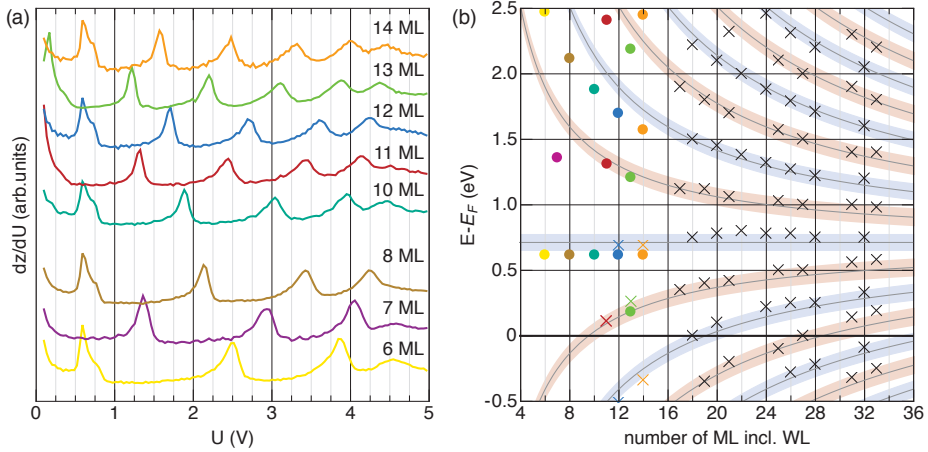 (a)
14 ML
13 ML
12 ML
11 ML
10 ML
8 ML
7 ML
6 ML
dz/dU (arb.units)
0 1 2 3 4 5
U (V)
(b)
2.5
2.0
1.5
1.0
0.5
0
-0.5
E-E_F (eV)
4 8 12 16 20 24 28 32 36
number of ML incl. WL